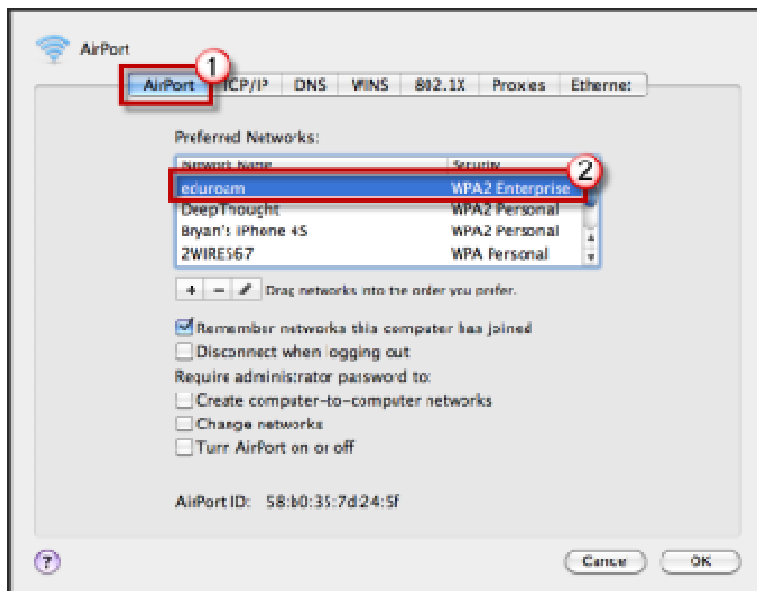 AirPort
1
AirPort TCP/IP DNS WINS 802.1X Proxies Ethernet
Preferred Networks:
Network Name Security
2
eduroam WPA2 Enterprise
DeepThought WPA2 Personal
Bryan's iPhone 4S WPA2 Personal
2WIRE567 WPA Personal
+ − Drag networks into the order you prefer.
Remember networks this computer has joined
Disconnect when logging out
Require administrator password to:
Create computer-to-computer networks
Change networks
Turn AirPort on or off
AirPort ID: 58:b0:35:7d:24:5f
? Cancel OK